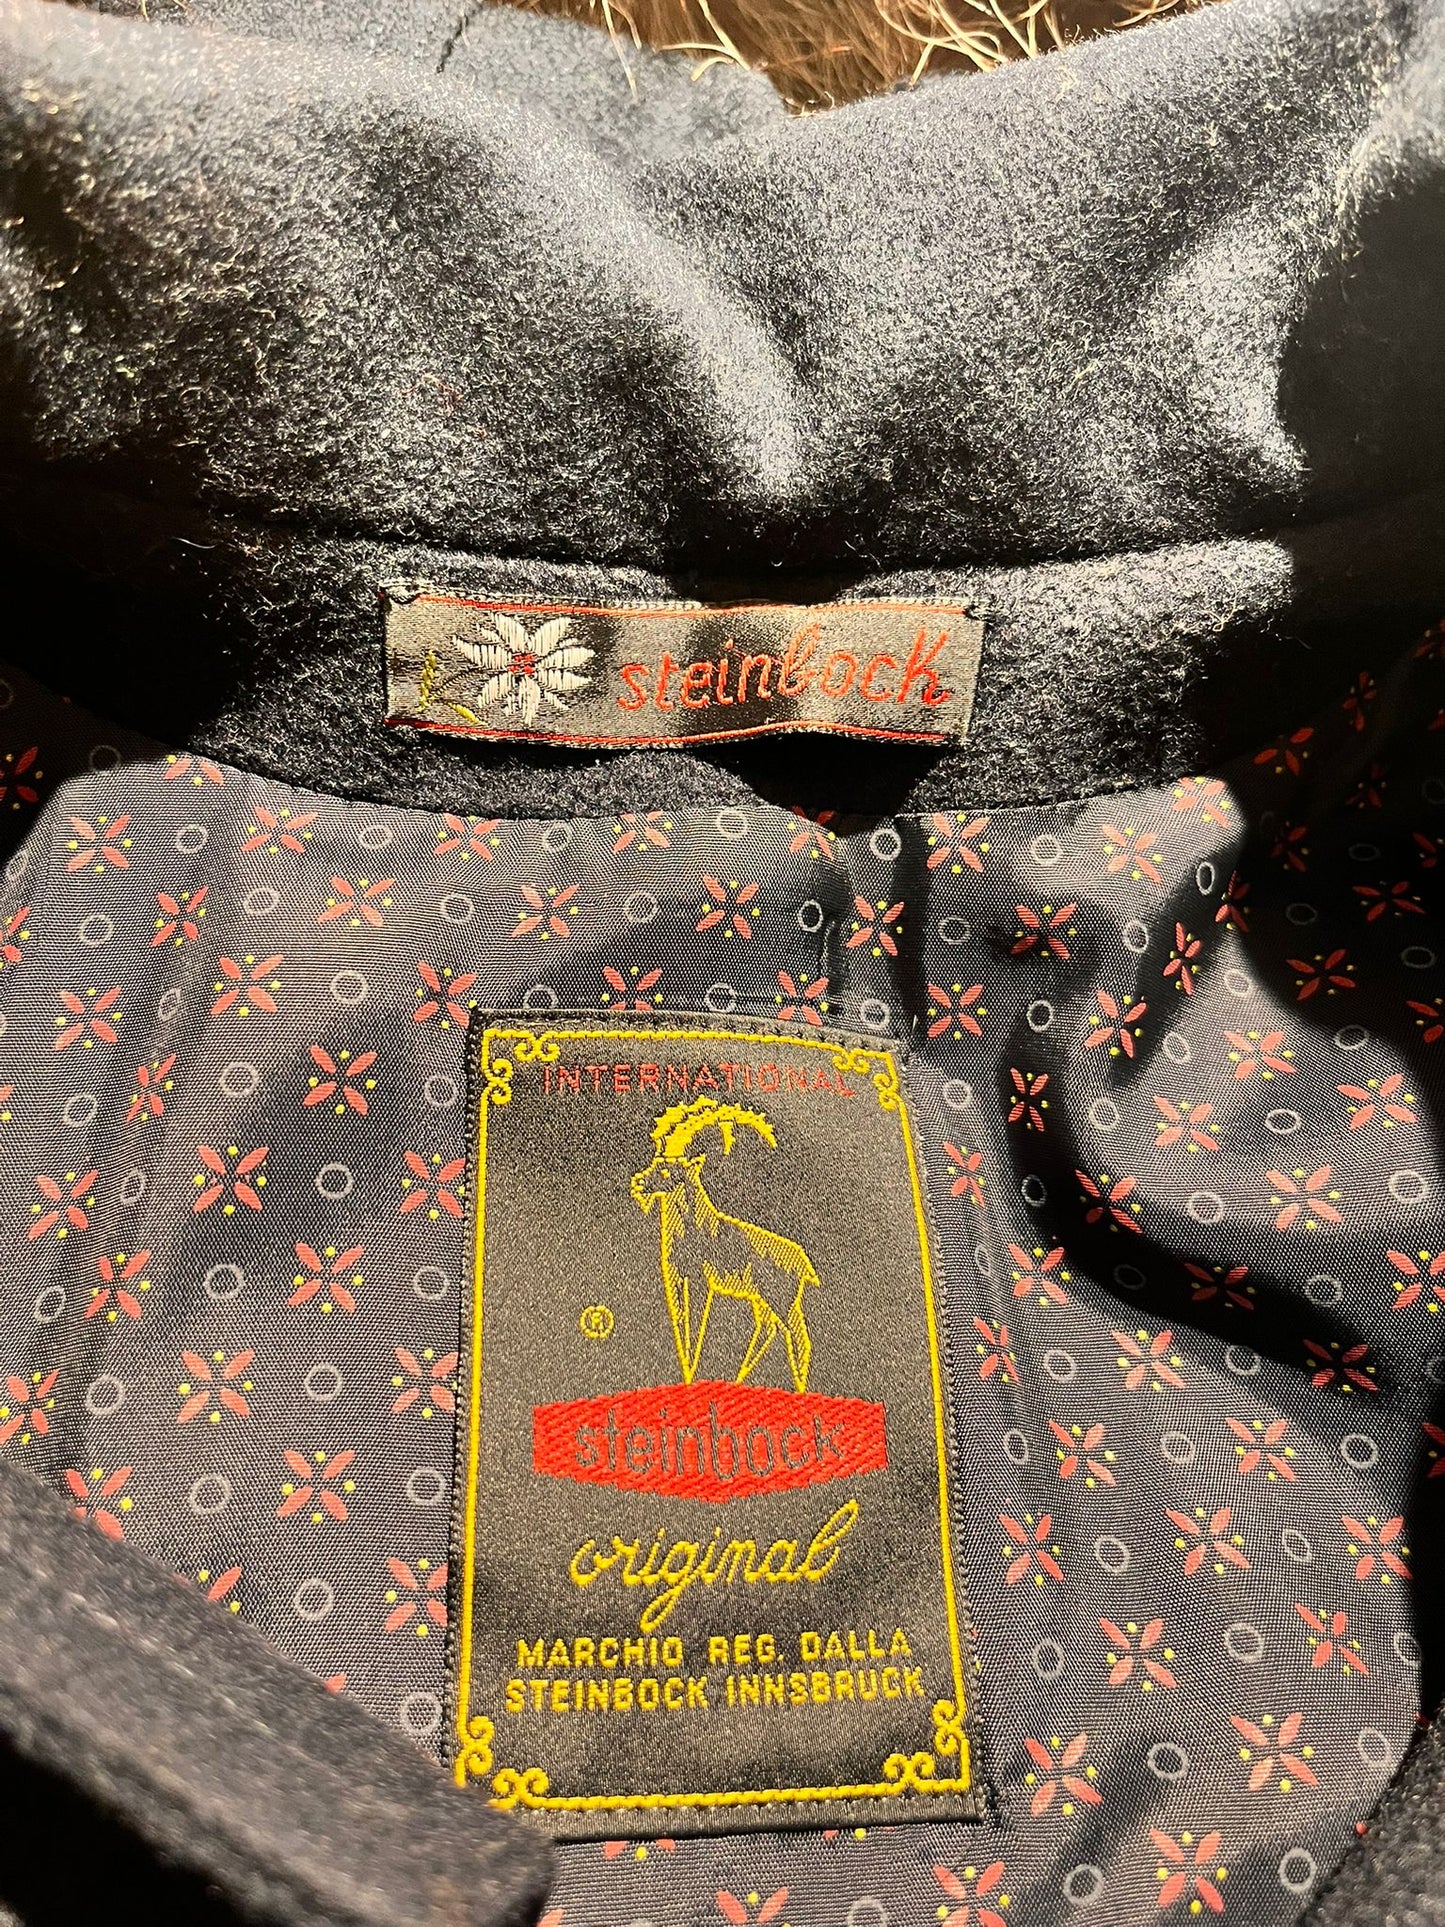 steinbock
INTERNATIONAL
®
steinbock
original
MARCHIO REG. DALLA
STEINBOCK INNSBRUCK